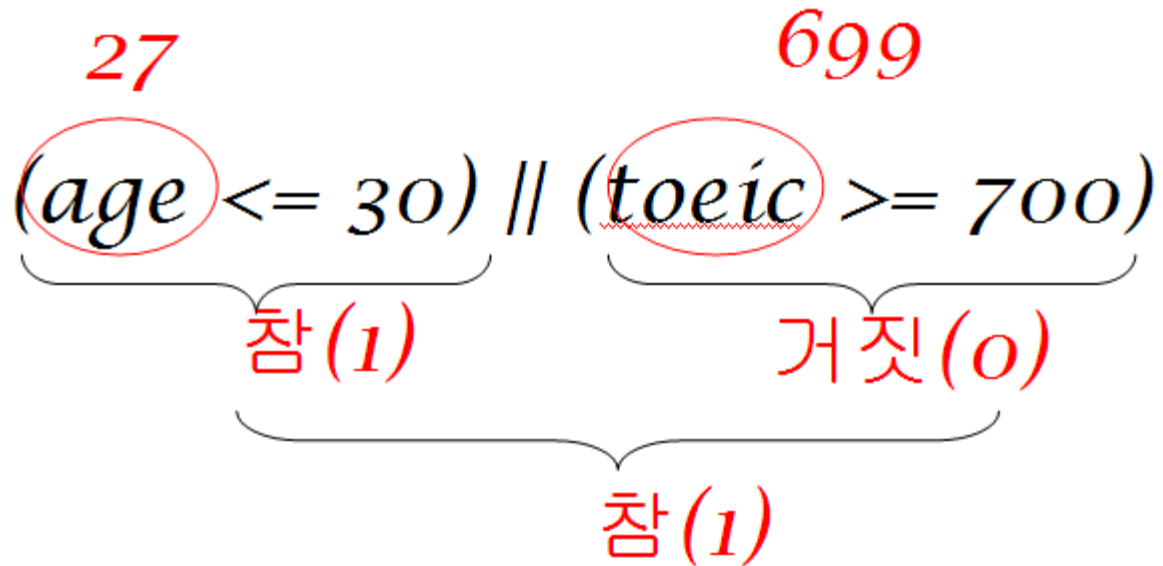 27 699
(age <= 30) || (toeic >= 700)
참(1) 거짓(0)
참(1)